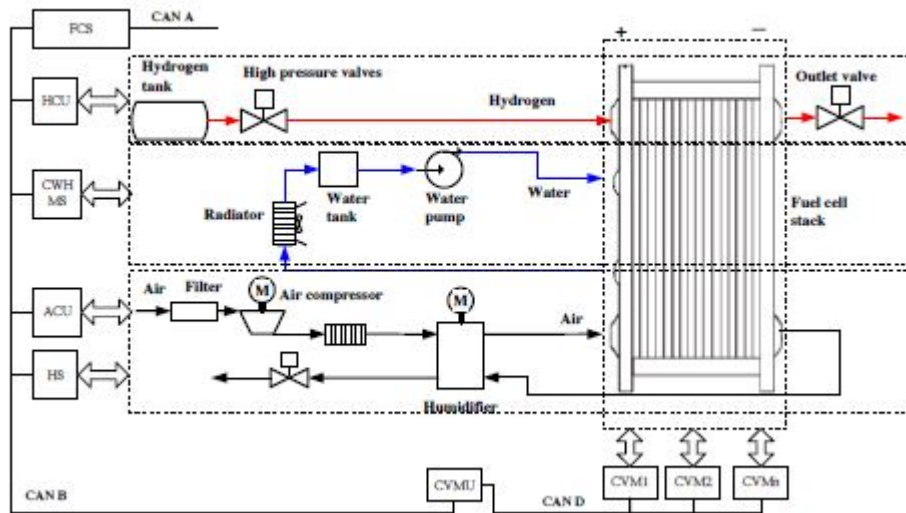 FCS
CAN A
HCU
Hydrogen
tank
High pressure valves
Hydrogen
Outlet valve
+
−
CWH
MS
Radiator
Water
tank
Water
pump
Water
Fuel cell
stack
ACU
Air
Filter
M
Air compressor
M
Air
HS
Humidifier
CAN B
CVMU
CAN D
CVM1
CVM2
CVMn